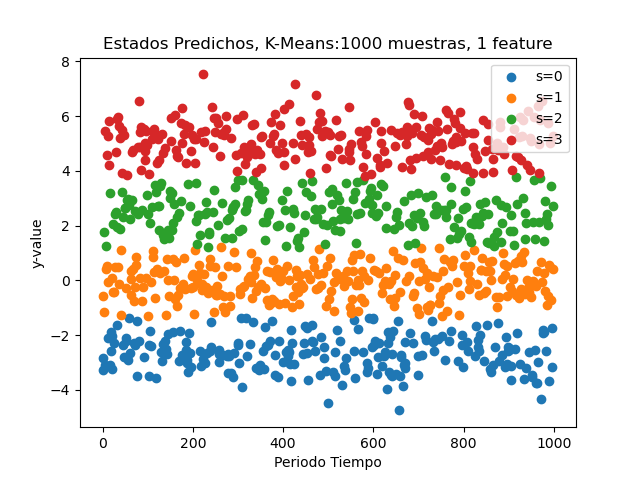 Estados Predichos, K-Means:1000 muestras, 1 feature
8
6
4
2
0
−2
−4
y-value
s=0
s=1
s=2
s=3
0 200 400 600 800 1000
Periodo Tiempo